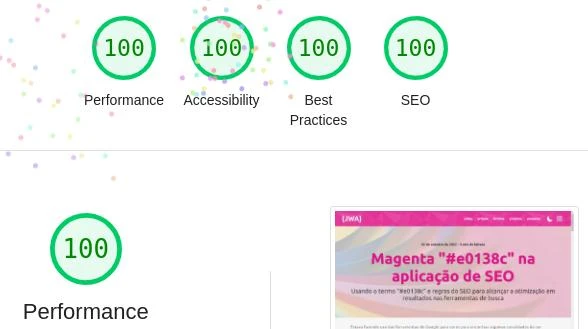 100 100 100 100
Performance Accessibility Best Practices SEO
100
Performance
{JWA}
Magenta "#e0138c" na
aplicação de SEO
Usando o tema "#e0138c" e regras do SEO para alcançar a otimização em
resultados nas ferramentas de busca